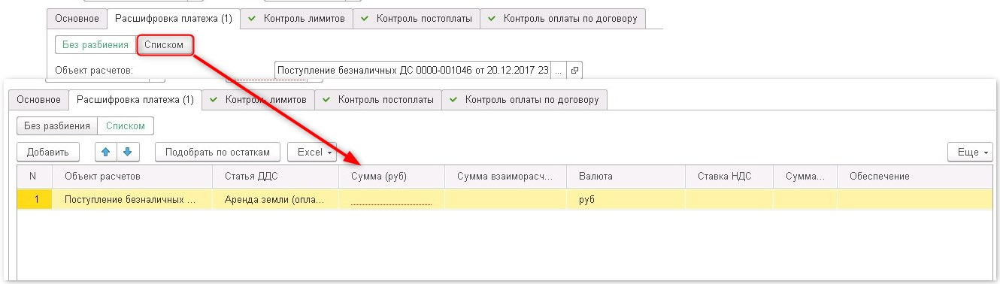 Основное Расшифровка платежа (1) Контроль лимитов Контроль постоплаты Контроль оплаты по договору
Без разбиения Списком
Объект расчетов: Поступление безналичных ДС 0000-001046 от 20.12.2017 23 ...
Основное Расшифровка платежа (1) Контроль лимитов Контроль постоплаты Контроль оплаты по договору
Без разбиения Списком
Добавить Подобрать по остаткам Excel Еще
N Объект расчетов Статья ДДС Сумма (руб) Сумма взаиморасч... Валюта Ставка НДС Сумма... Обеспечение
1 Поступление безналичных ... Аренда земли (опла... руб